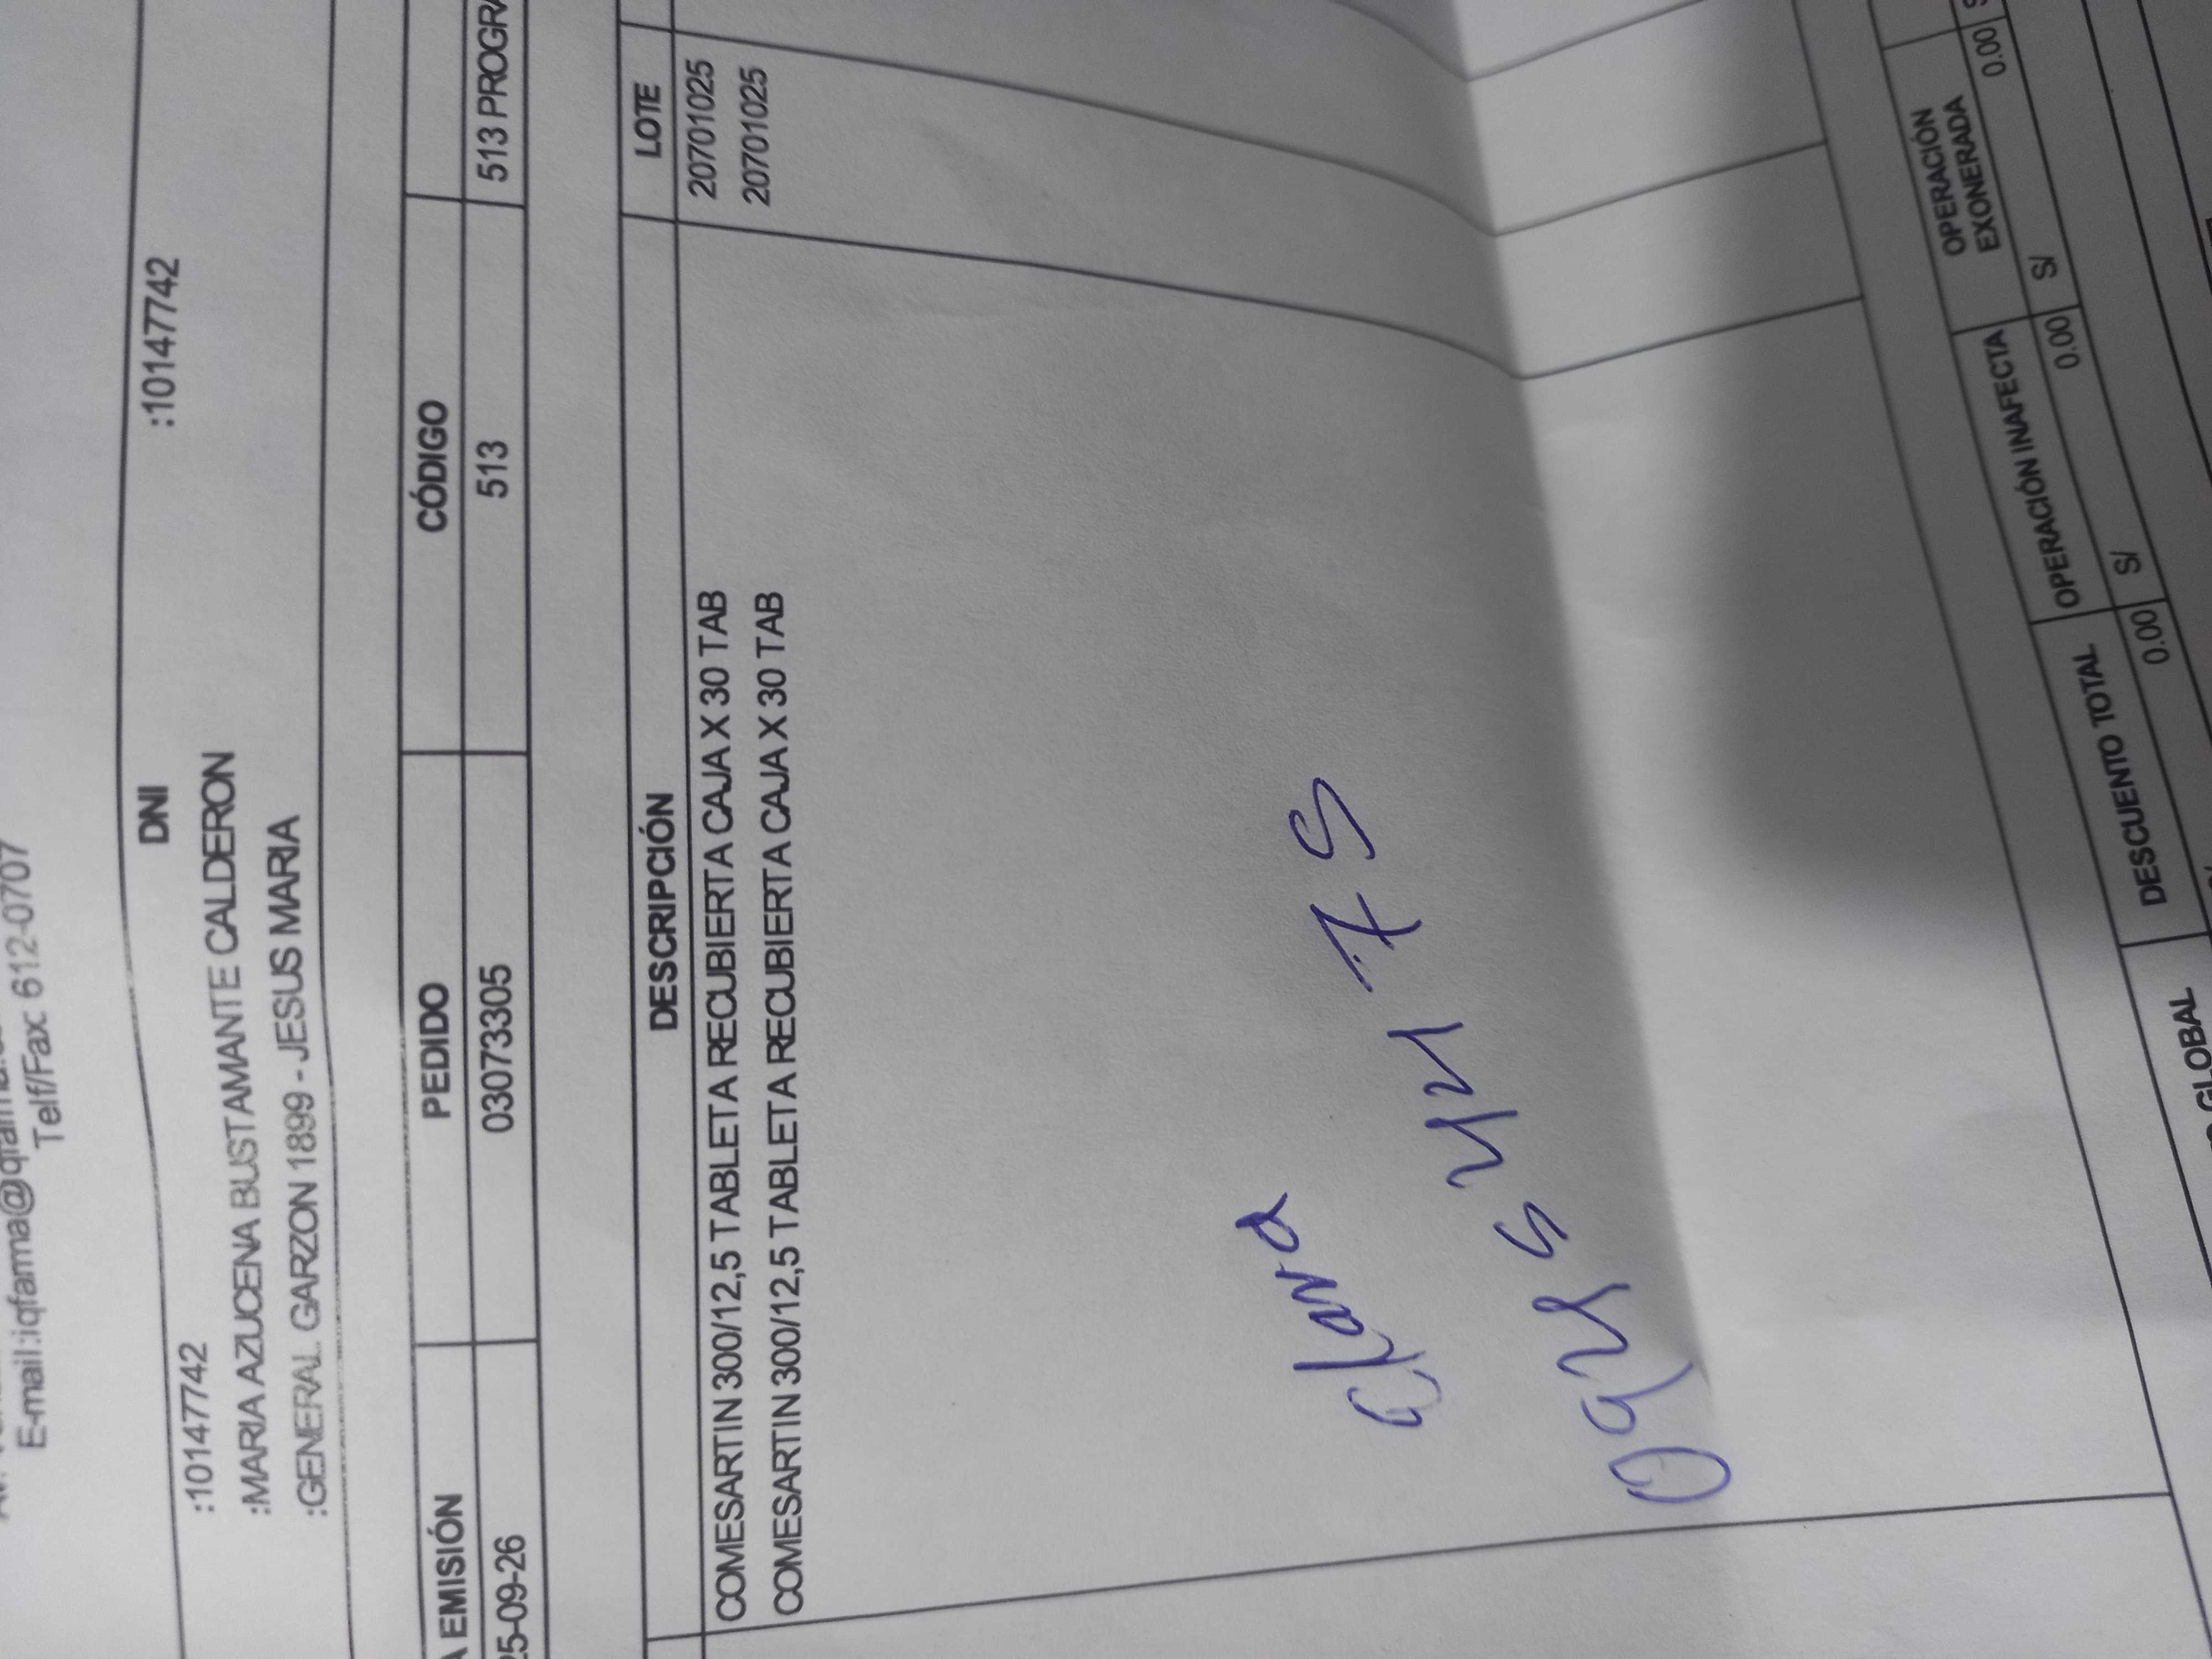 E-mail:iqfarma@qfarma.
Telf/Fax 612-0707
DNI :10147742
:10147742
:MARIA AZUCENA BUSTAMANTE CALDERON
:GENERAL GARZON 1899 - JESUS MARIA
A EMISIÓN PEDIDO CÓDIGO
25-09-26 03073305 513 513 PROGRA
DESCRIPCIÓN LOTE
COMESARTIN 300/12,5 TABLETA RECUBIERTA CAJA X 30 TAB 20701025
COMESARTIN 300/12,5 TABLETA RECUBIERTA CAJA X 30 TAB 20701025
GLOBAL DESCUENTO TOTAL OPERACIÓN INAFECTA OPERACIÓN EXONERADA
0.00 S/ 0.00 S/ 0.00